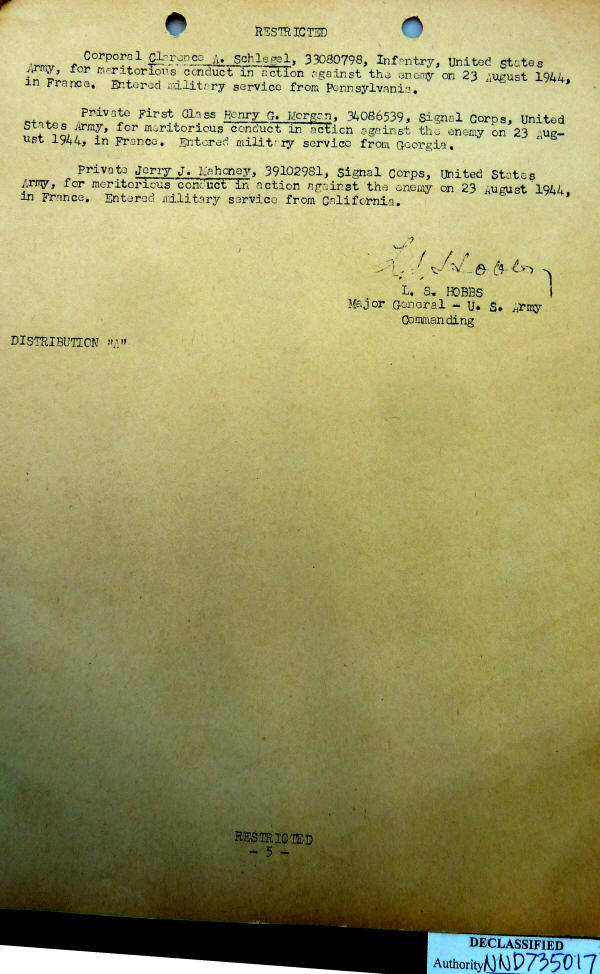 RESTRICTED
Corporal Clarence A. Schlegel, 33080798, Infantry, United states
Army, for meritorious conduct in action against the enemy on 23 August 1944,
in France. Entered military service from Pennsylvania.
Private First Class Henry G. Morgan, 34086539, Signal Corps, United
States Army, for meritorious conduct in action against the enemy on 23 Aug-
ust 1944, in France. Entered military service from Georgia.
Private Jerry J. Mahoney, 39102981, Signal Corps, United States
Army, for meritorious conduct in action against the enemy on 23 August 1944,
in France. Entered military service from California.
L. S. Hobbs
L. S. HOBBS
Major General - U. S. Army
Commanding
DISTRIBUTION "A"
RESTRICTED
- 5 -
DECLASSIFIED
Authority NND735017